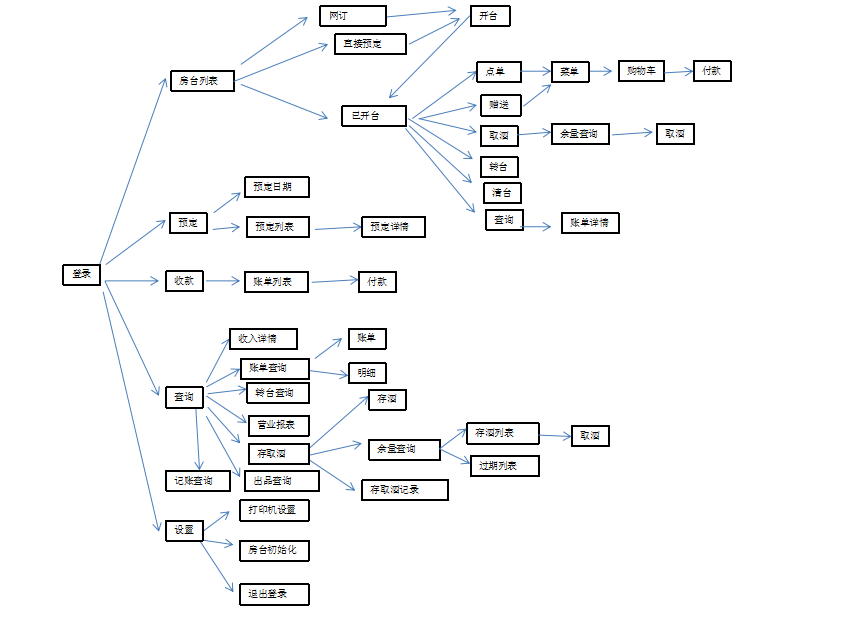 网订
开台
直接预定
房台列表
点单
菜单
购物车
付款
赠送
已开台
取酒
余量查询
取酒
转台
清台
查询
账单详情
预定日期
预定
预定列表
预定详情
登录
收款
账单列表
付款
收入详情
账单
账单查询
明细
查询
转台查询
存酒
营业报表
存酒列表
取酒
存取酒
余量查询
过期列表
记账查询
出品查询
存取酒记录
打印机设置
设置
房台初始化
退出登录